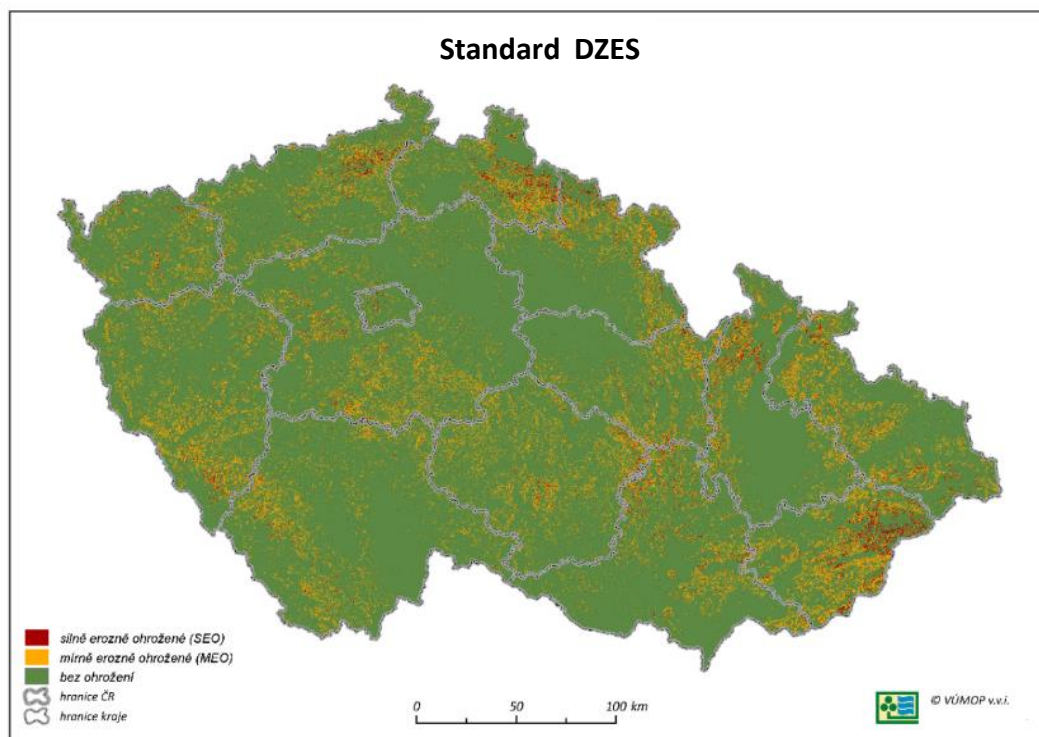 Standard DZES
silně erozně ohrožené (SEO)
mírně erozně ohrožené (MEO)
bez ohrožení
hranice ČR
hranice kraje
0 50 100 km
© VÚMOP v.v.i.